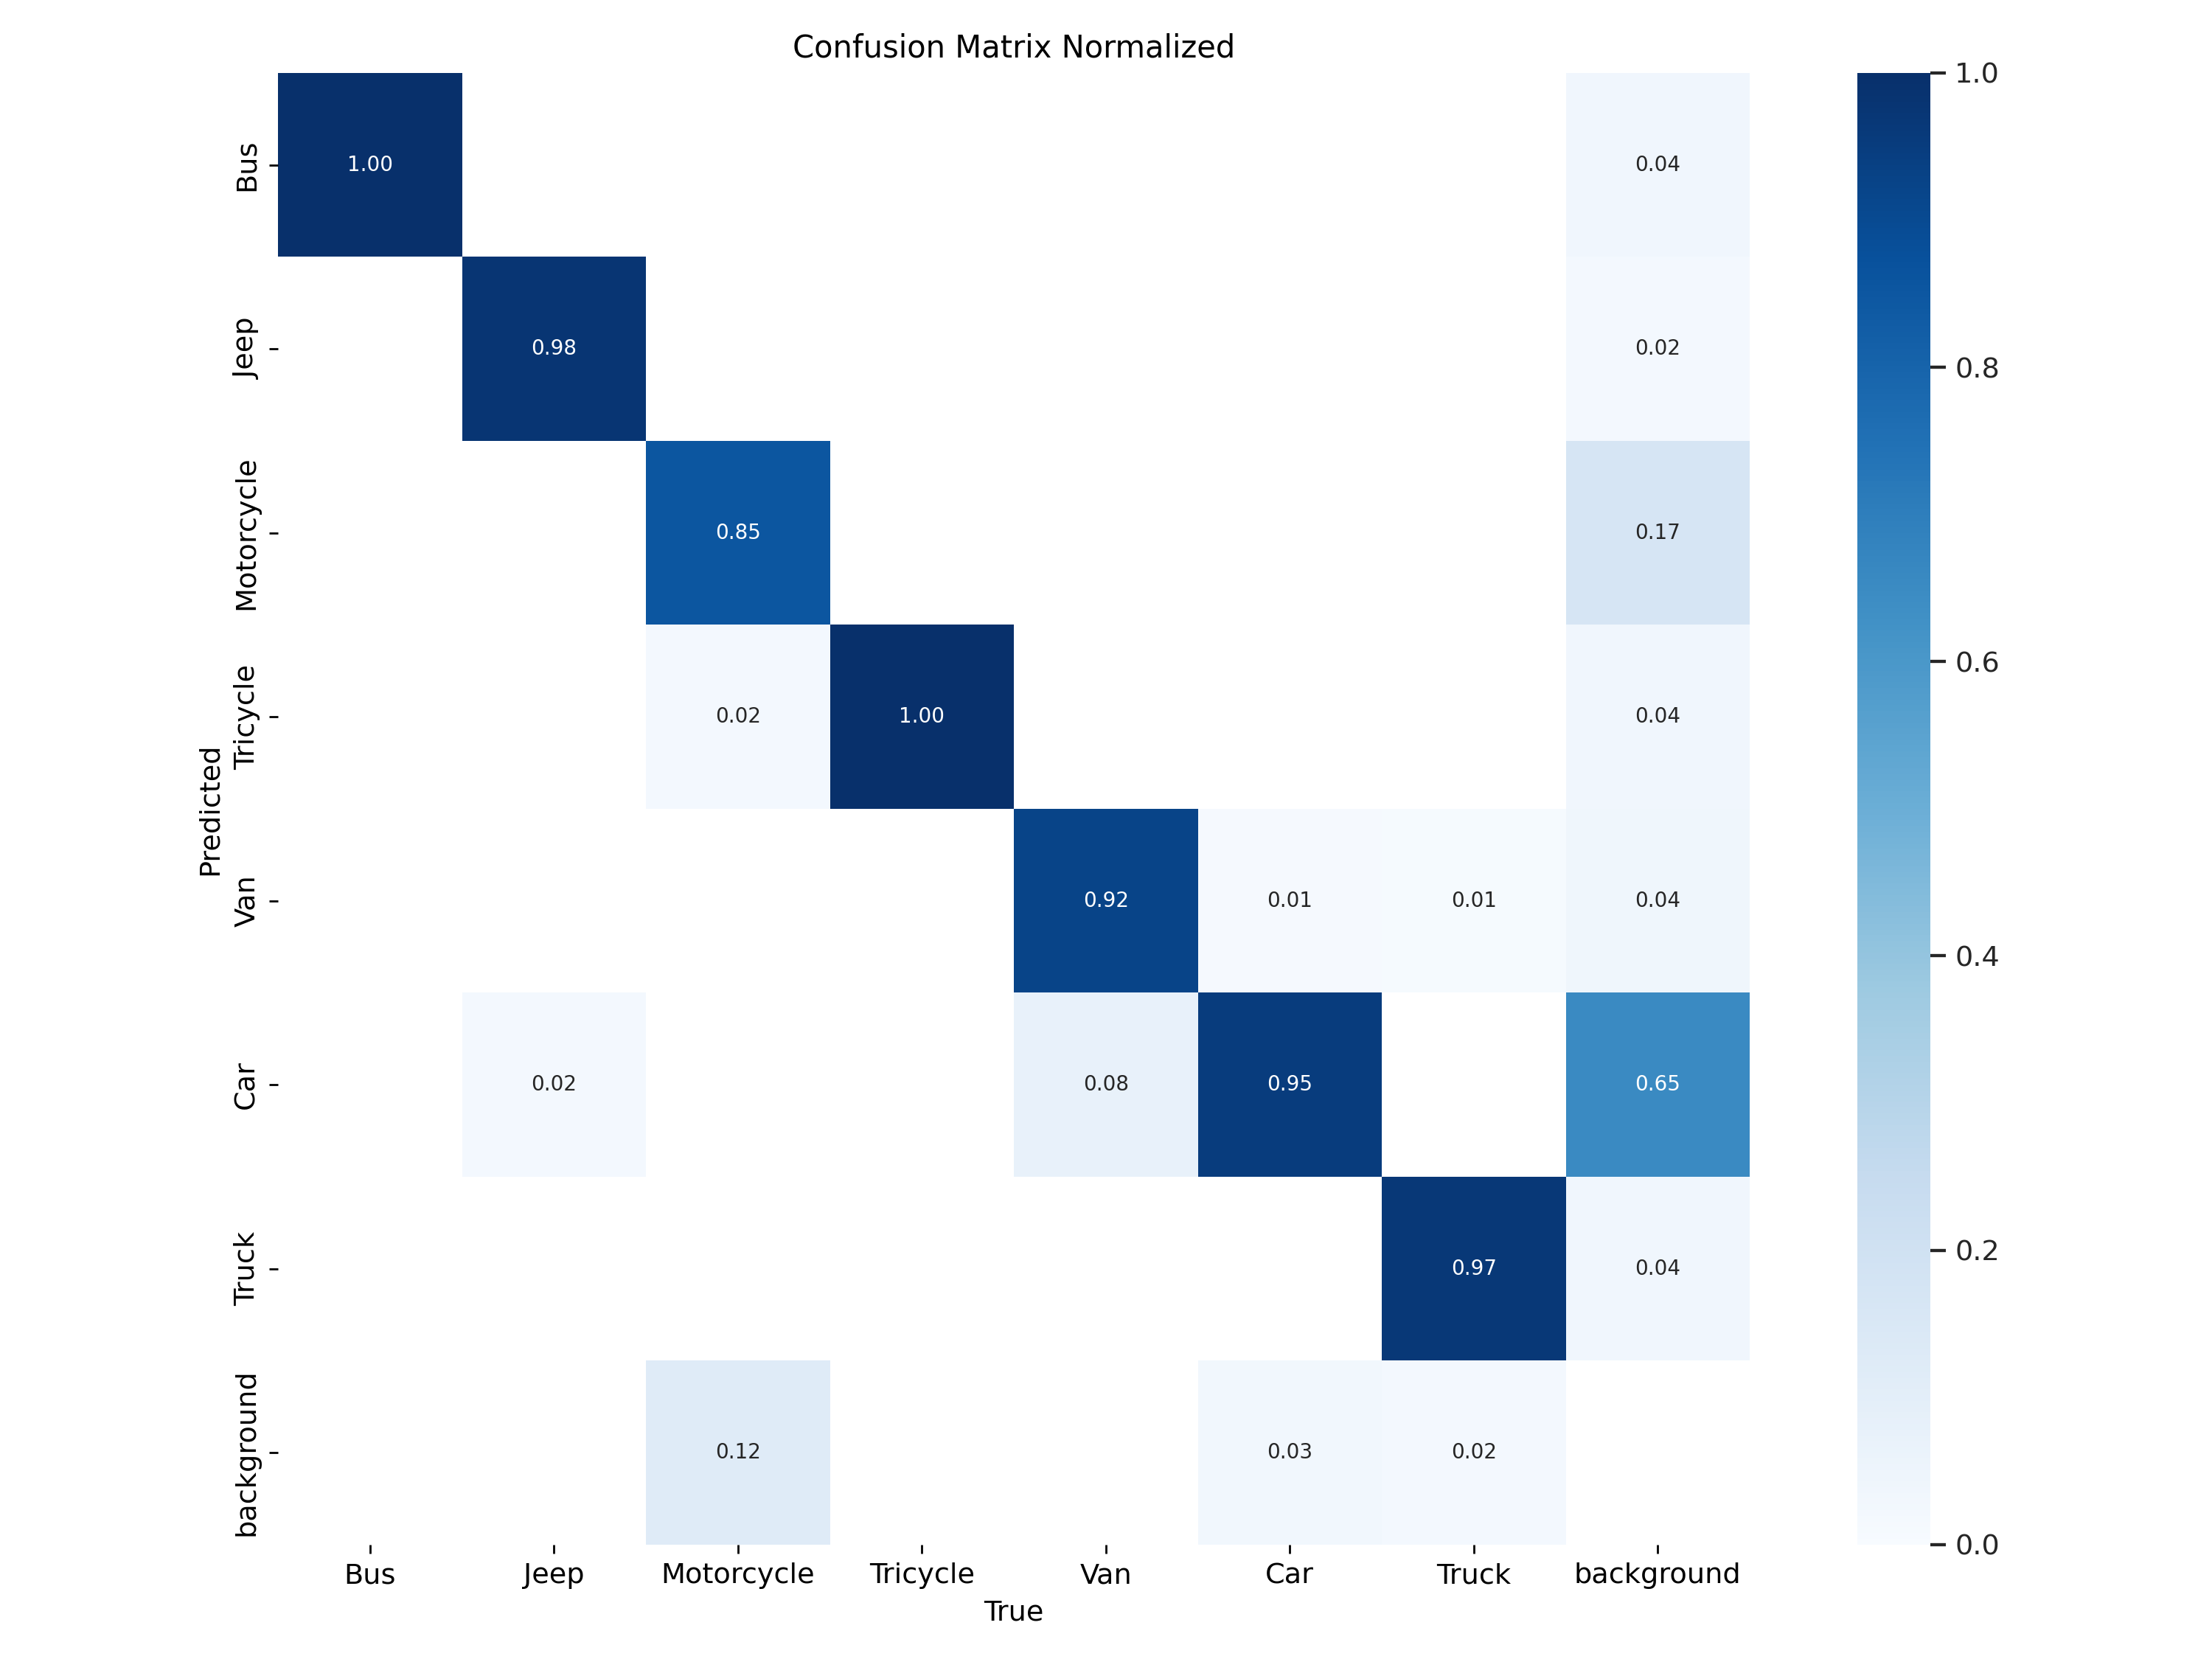 Confusion Matrix Normalized
Bus
1.00
0.04
Jeep
0.98
0.02
Motorcycle
0.85
0.17
Tricycle
0.02
1.00
0.04
Van
0.92
0.01
0.01
0.04
Car
0.02
0.08
0.95
0.65
Truck
0.97
0.04
background
0.12
0.03
0.02
Predicted
Bus
Jeep
Motorcycle
Tricycle
Van
Car
Truck
background
True
1.0
0.8
0.6
0.4
0.2
0.0